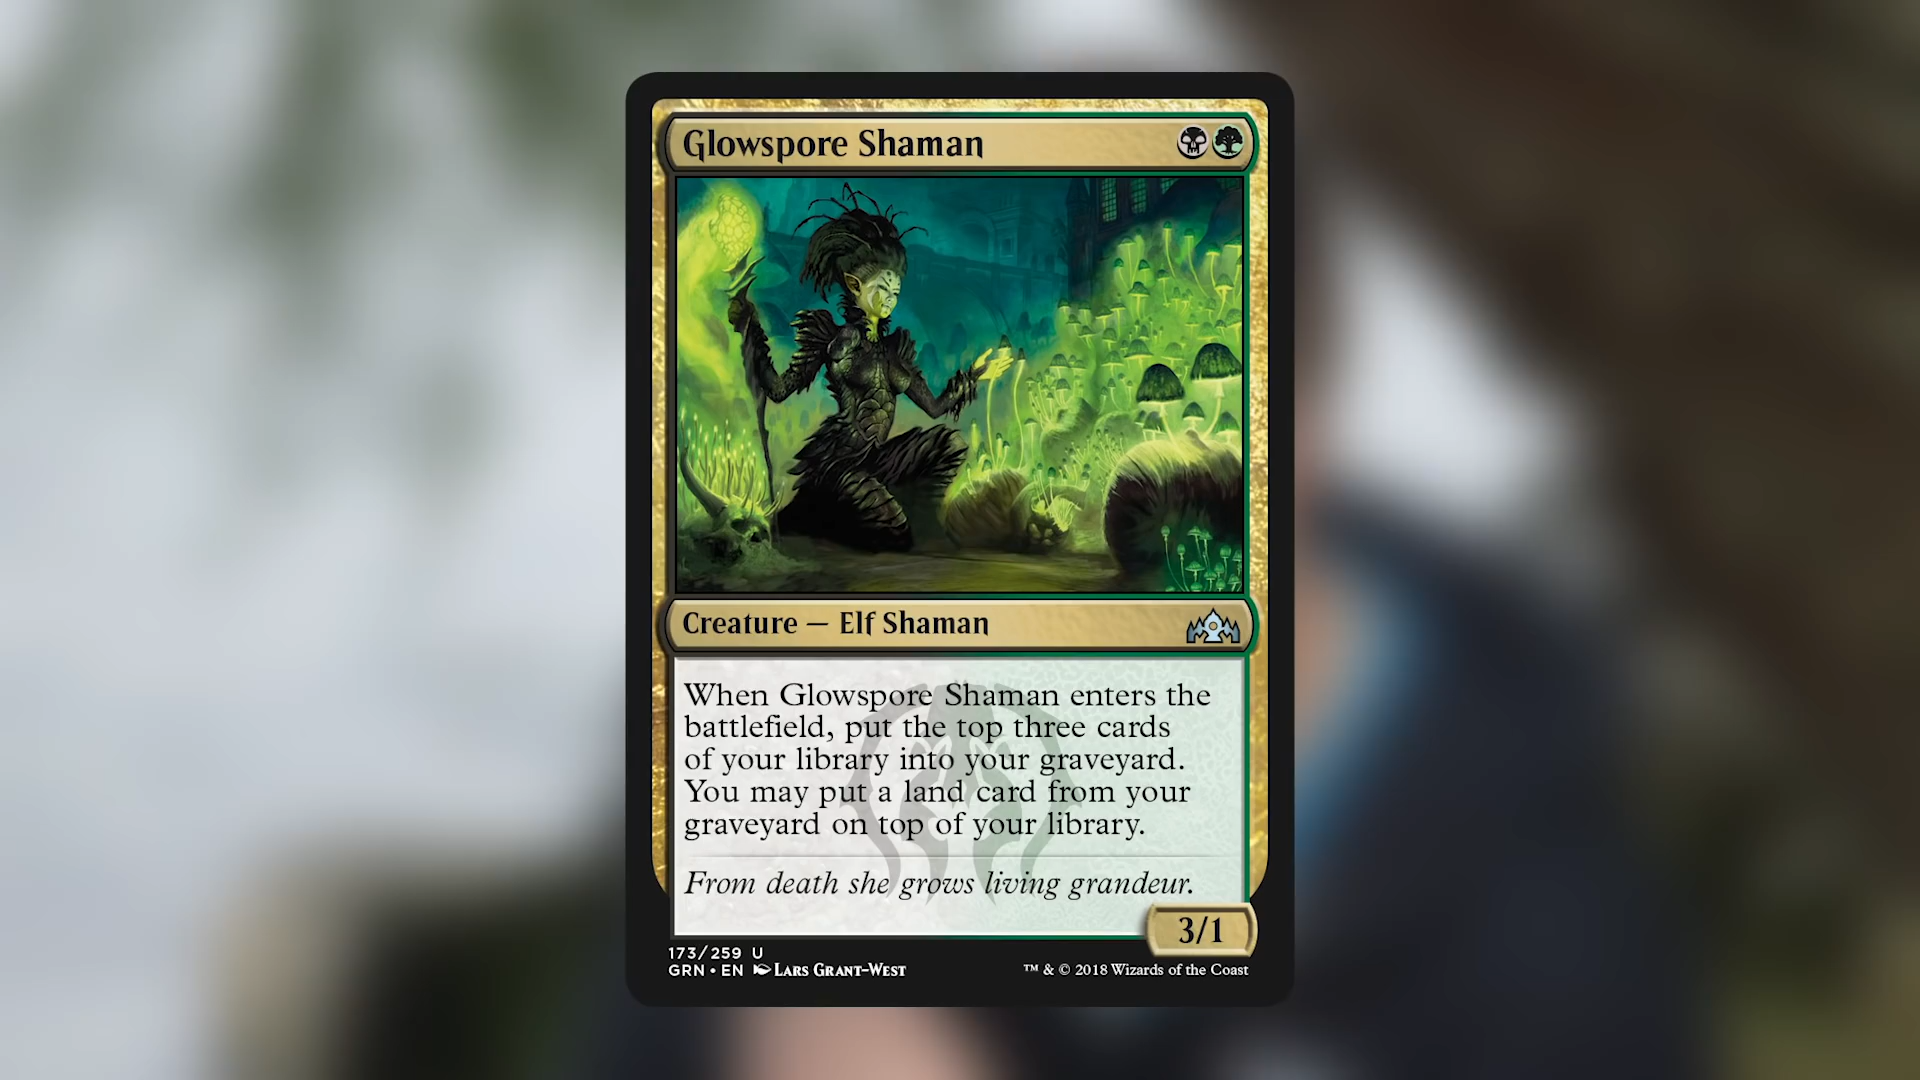 Glowspore Shaman
Creature — Elf Shaman
When Glowspore Shaman enters the
battlefield, put the top three cards
of your library into your graveyard.
You may put a land card from your
graveyard on top of your library.
From death she grows living grandeur.
3/1
173/259 U
GRN • EN Lars Grant-West
™ & © 2018 Wizards of the Coast